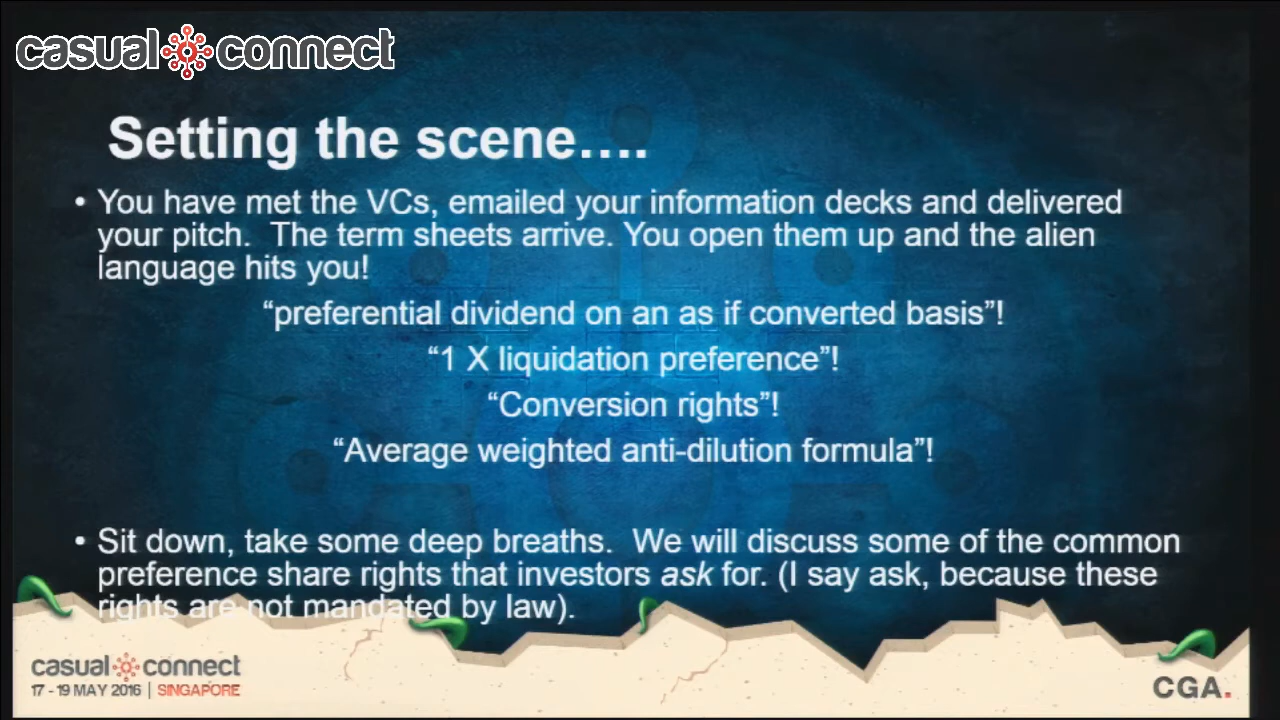 casual connect
Setting the scene….
• You have met the VCs, emailed your information decks and delivered
your pitch.  The term sheets arrive. You open them up and the alien
language hits you!
“preferential dividend on an as if converted basis”!
“1 X liquidation preference”!
“Conversion rights”!
“Average weighted anti-dilution formula”!
• Sit down, take some deep breaths.  We will discuss some of the common
preference share rights that investors ask for. (I say ask, because these
rights are not mandated by law).
casual connect
17 - 19 MAY 2016 | SINGAPORE
CGA.